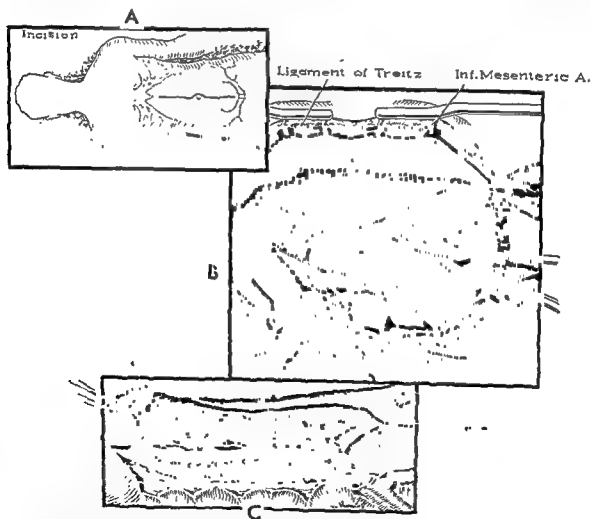 A
Incision
Ligament of Treitz
Inf. Mesenteric A.
B
C